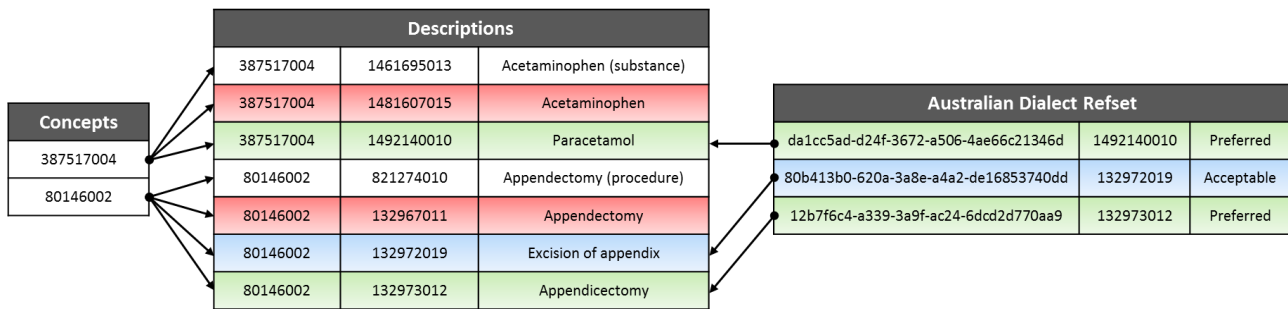 Descriptions
387517004 1461695013 Acetaminophen (substance)
387517004 1481607015 Acetaminophen
387517004 1492140010 Paracetamol
80146002 821274010 Appendectomy (procedure)
80146002 132967011 Appendectomy
80146002 132972019 Excision of appendix
80146002 132973012 Appendicectomy
Concepts
387517004
80146002
Australian Dialect Refset
da1cc5ad-d24f-3672-a506-4ae66c21346d 1492140010 Preferred
80b413b0-620a-3a8e-a4a2-de16853740dd 132972019 Acceptable
12b7f6c4-a339-3a9f-ac24-6dcd2d770aa9 132973012 Preferred